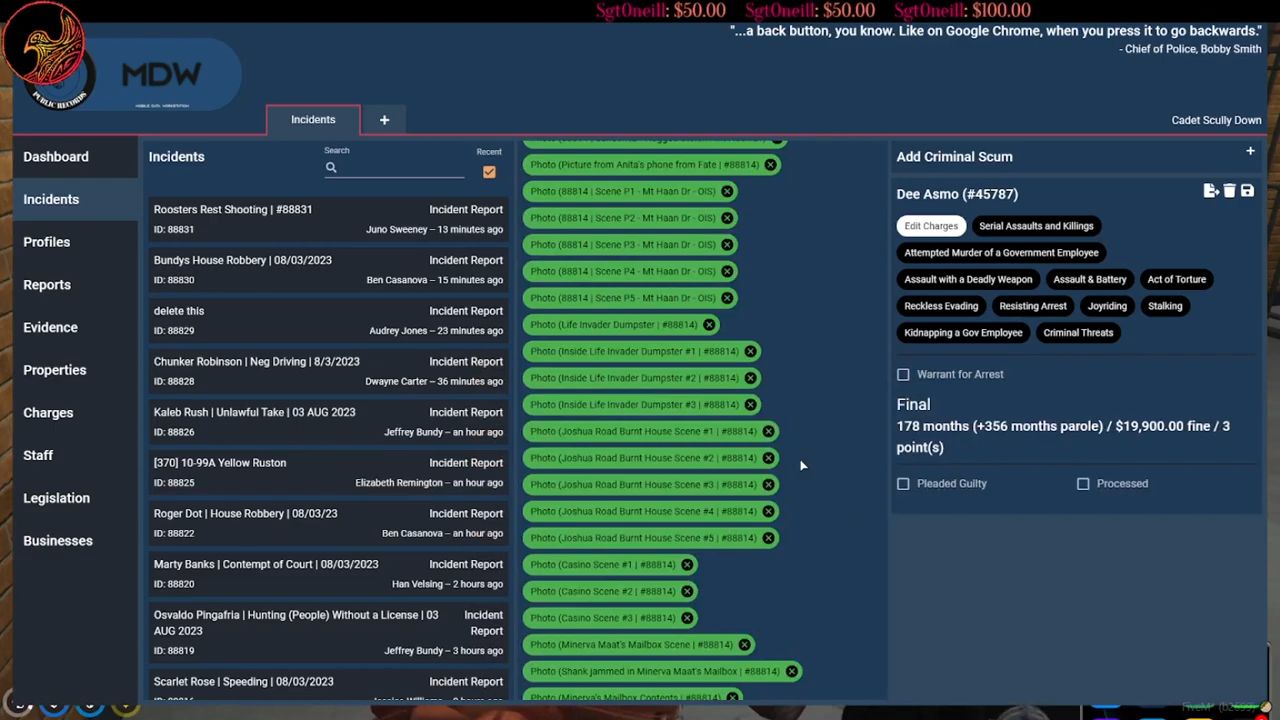 SgtOneill: $50.00 SgtOneill: $50.00 SgtOneill: $100.00
"...a back button, you know. Like on Google Chrome, when you press it to go backwards."
- Chief of Police, Bobby Smith
MDW
MOBILE DATA WORKSTATION
PUBLIC RECORDS
Incidents
+
Cadet Scully Down
Dashboard
Incidents
Profiles
Reports
Evidence
Properties
Charges
Staff
Legislation
Businesses
Incidents
Search
Recent
Roosters Rest Shooting | #88831 Incident Report
ID: 88831 Juno Sweeney – 13 minutes ago
Bundys House Robbery | 08/03/2023 Incident Report
ID: 88830 Ben Casanova – 15 minutes ago
delete this Incident Report
ID: 88829 Audrey Jones – 23 minutes ago
Chunker Robinson | Neg Driving | 8/3/2023 Incident Report
ID: 88828 Dwayne Carter – 36 minutes ago
Kaleb Rush | Unlawful Take | 03 AUG 2023 Incident Report
ID: 88826 Jeffrey Bundy – an hour ago
[370] 10-99A Yellow Ruston Incident Report
ID: 88825 Elizabeth Remington – an hour ago
Roger Dot | House Robbery | 08/03/23 Incident Report
ID: 88822 Ben Casanova – an hour ago
Marty Banks | Contempt of Court | 08/03/2023 Incident Report
ID: 88820 Han Velsing – 2 hours ago
Osvaldo Pingafria | Hunting (People) Without a License | 03 Incident
AUG 2023 Report
ID: 88819 Jeffrey Bundy – 3 hours ago
Scarlet Rose | Speeding | 08/03/2023 Incident Report
Photo (Picture from Anita's phone from Fate | #88814)
Photo (88814 | Scene P1 - Mt Haan Dr - OIS)
Photo (88814 | Scene P2 - Mt Haan Dr - OIS)
Photo (88814 | Scene P3 - Mt Haan Dr - OIS)
Photo (88814 | Scene P4 - Mt Haan Dr - OIS)
Photo (88814 | Scene P5 - Mt Haan Dr - OIS)
Photo (Life Invader Dumpster | #88814)
Photo (Inside Life Invader Dumpster #1 | #88814)
Photo (Inside Life Invader Dumpster #2 | #88814)
Photo (Inside Life Invader Dumpster #3 | #88814)
Photo (Joshua Road Burnt House Scene #1 | #88814)
Photo (Joshua Road Burnt House Scene #2 | #88814)
Photo (Joshua Road Burnt House Scene #3 | #88814)
Photo (Joshua Road Burnt House Scene #4 | #88814)
Photo (Joshua Road Burnt House Scene #5 | #88814)
Photo (Casino Scene #1 | #88814)
Photo (Casino Scene #2 | #88814)
Photo (Casino Scene #3 | #88814)
Photo (Minerva Maat's Mailbox Scene | #88814)
Photo (Shank jammed in Minerva Maat's Mailbox | #88814)
Photo (Minerva's Mailbox Contents | #88814)
Add Criminal Scum +
Dee Asmo (#45787)
Edit Charges Serial Assaults and Killings
Attempted Murder of a Government Employee
Assault with a Deadly Weapon Assault & Battery Act of Torture
Reckless Evading Resisting Arrest Joyriding Stalking
Kidnapping a Gov Employee Criminal Threats
Warrant for Arrest
Final
178 months (+356 months parole) / $19,900.00 fine / 3
point(s)
Pleaded Guilty Processed